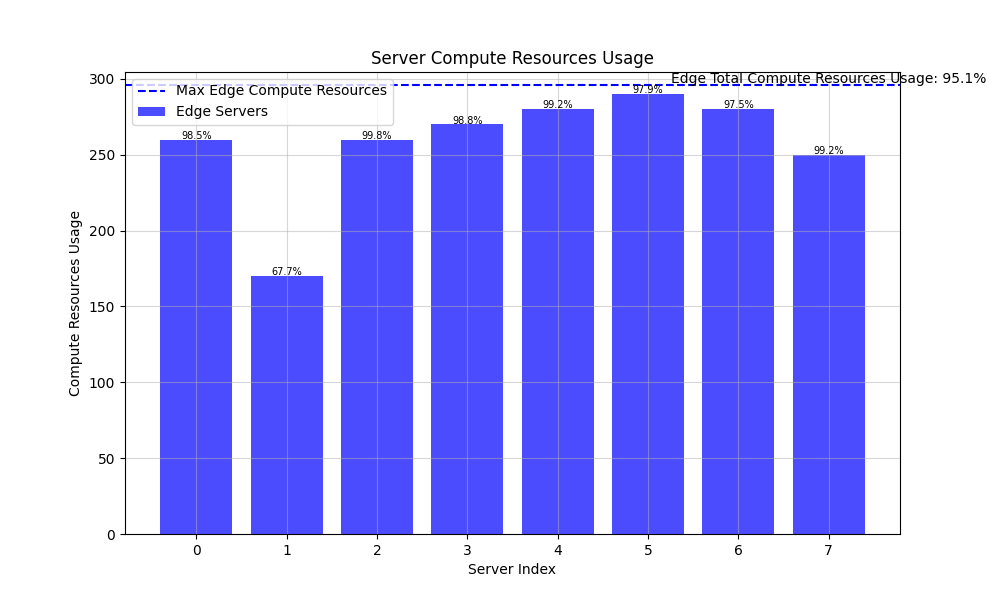 Server Compute Resources Usage
Edge Total Compute Resources Usage: 95.1%
Max Edge Compute Resources
Edge Servers
98.5%
67.7%
99.8%
98.8%
99.2%
97.9%
97.5%
99.2%
300
250
200
150
100
50
0
Compute Resources Usage
0 1 2 3 4 5 6 7
Server Index